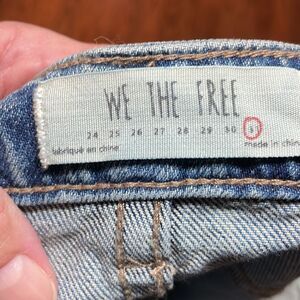 WE THE FREE
24 25 26 27 28 29 30 31
fabriqué en chine made in china